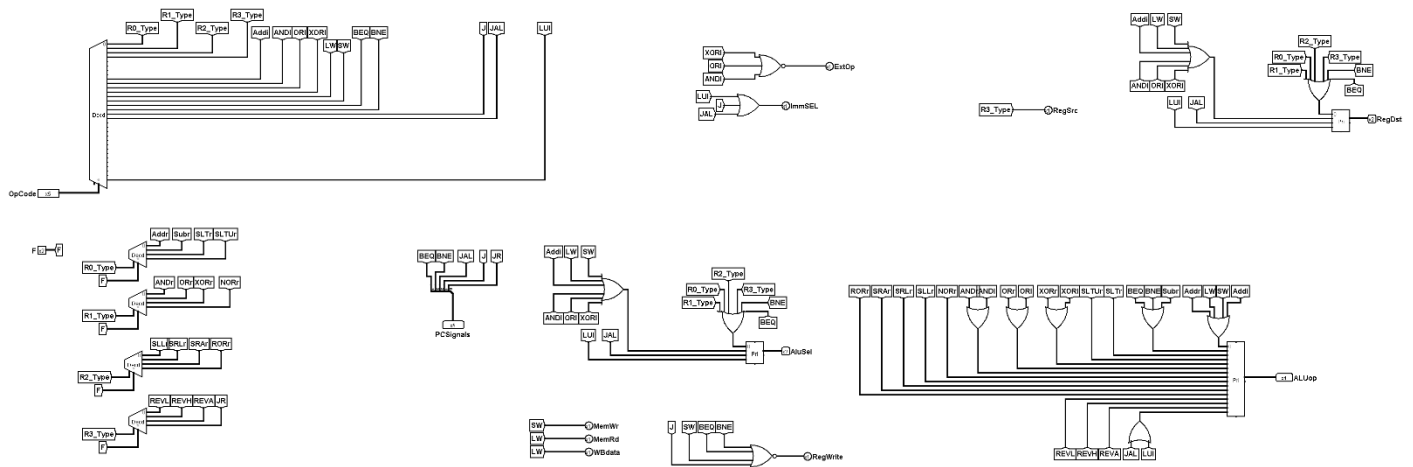 R0_Type R1_Type R2_Type R3_Type Addi ANDI ORI XORI LW SW BEQ BNE J JAL LUI
Dcod
OpCode
XORI
ORI
ANDI
ExtOp
LUI
J
JAL
ImmSEL
R3_Type RegSrc
Addi LW SW
ANDI ORI XORI
LUI JAL
R2_Type
R0_Type R3_Type
R1_Type BNE
BEQ
Pri
RegDst
F F
Addr Subr SLTr SLTUr
Dcod
R0_Type
F
ANDr ORr XORr NORr
Dcod
R1_Type
F
SLLr SRLr SRAr RORr
Dcod
R2_Type
F
REVL REVH REVA JR
Dcod
R3_Type
F
BEQ BNE JAL J JR
PCSignals
Addi LW SW
ANDI ORI XORI
LUI JAL
R2_Type
R0_Type R3_Type
R1_Type BNE
BEQ
Pri
AluSel
SW MemWr
LW MemRd
LW WBdata
J SW BEQ BNE
RegWrite
RORr SRAr SRLr SLLr NORr ANDr ANDI ORr ORI XORr XORI SLTUr SLTr BEQ BNE Subr Addr LW SW Addi
Pri
ALUop
REVL REVH REVA JAL LUI